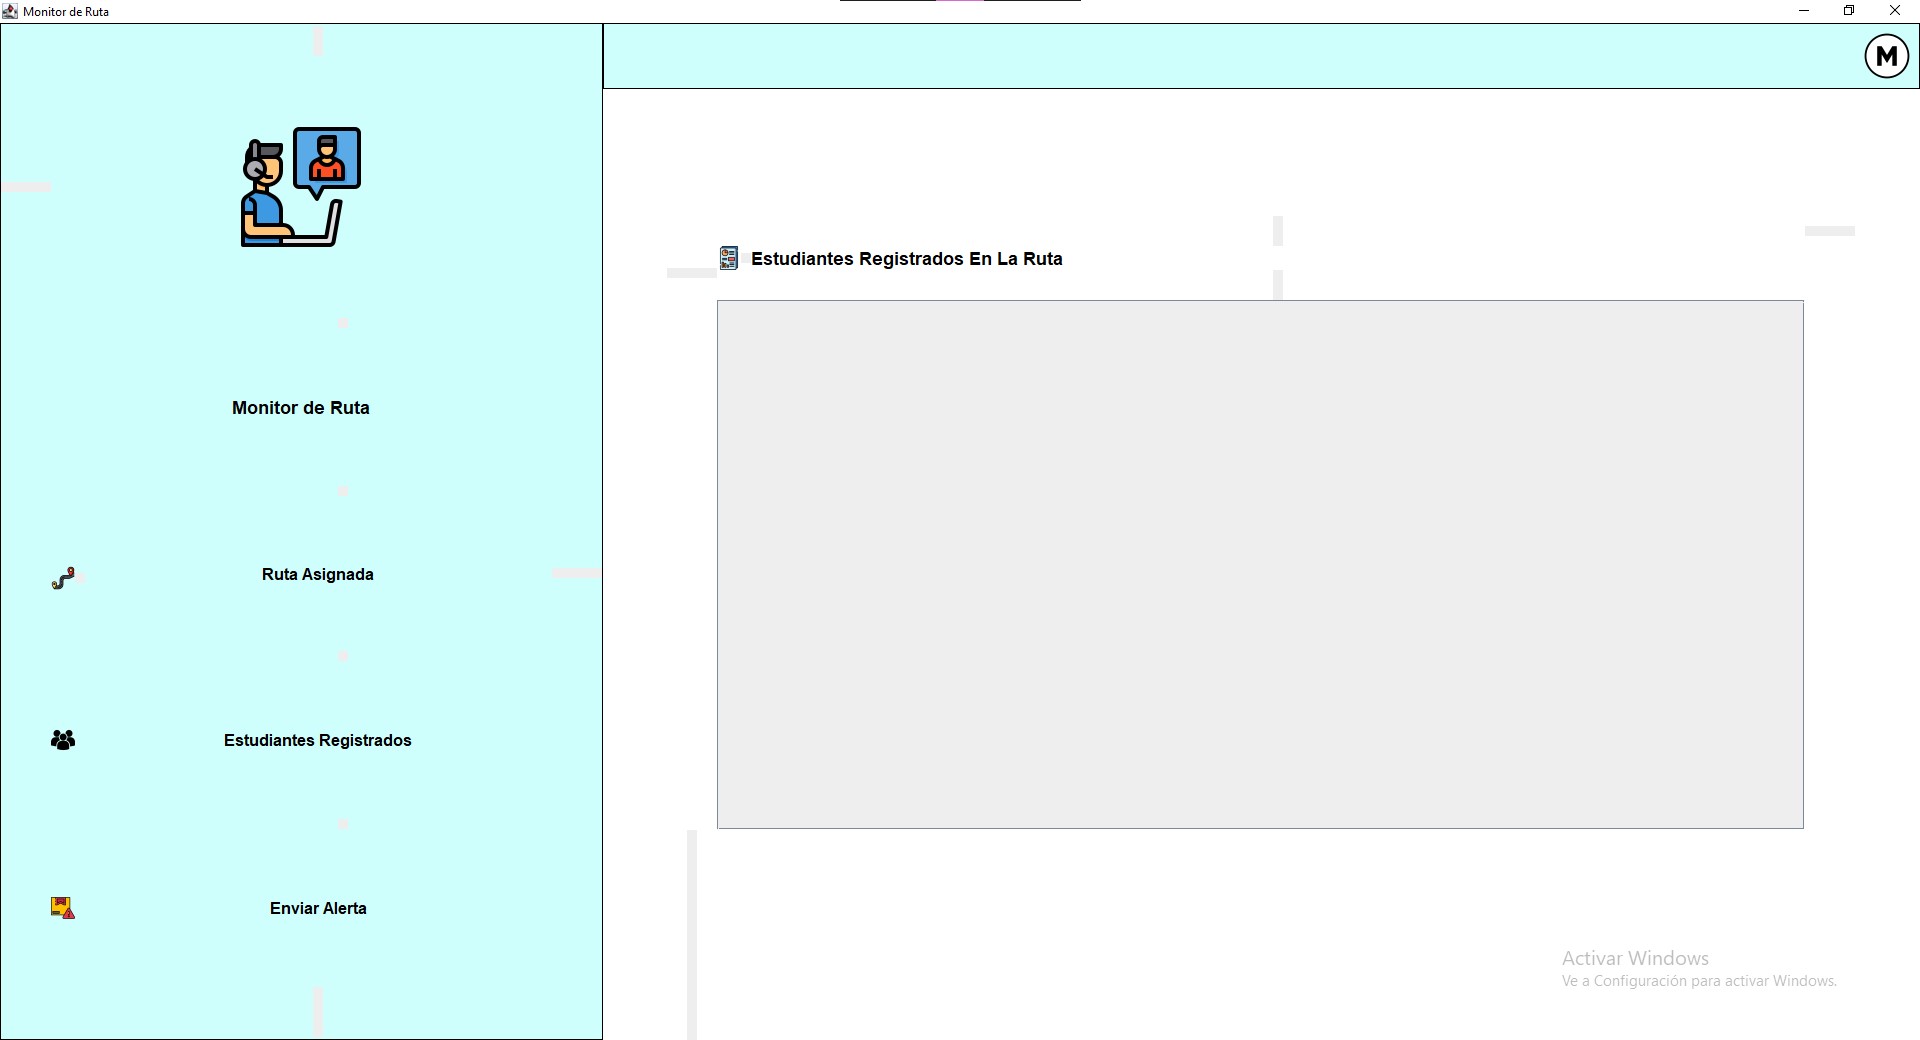 Monitor de Ruta
M
Monitor de Ruta
Estudiantes Registrados En La Ruta
Ruta Asignada
Estudiantes Registrados
Enviar Alerta
Activar Windows
Ve a Configuración para activar Windows.